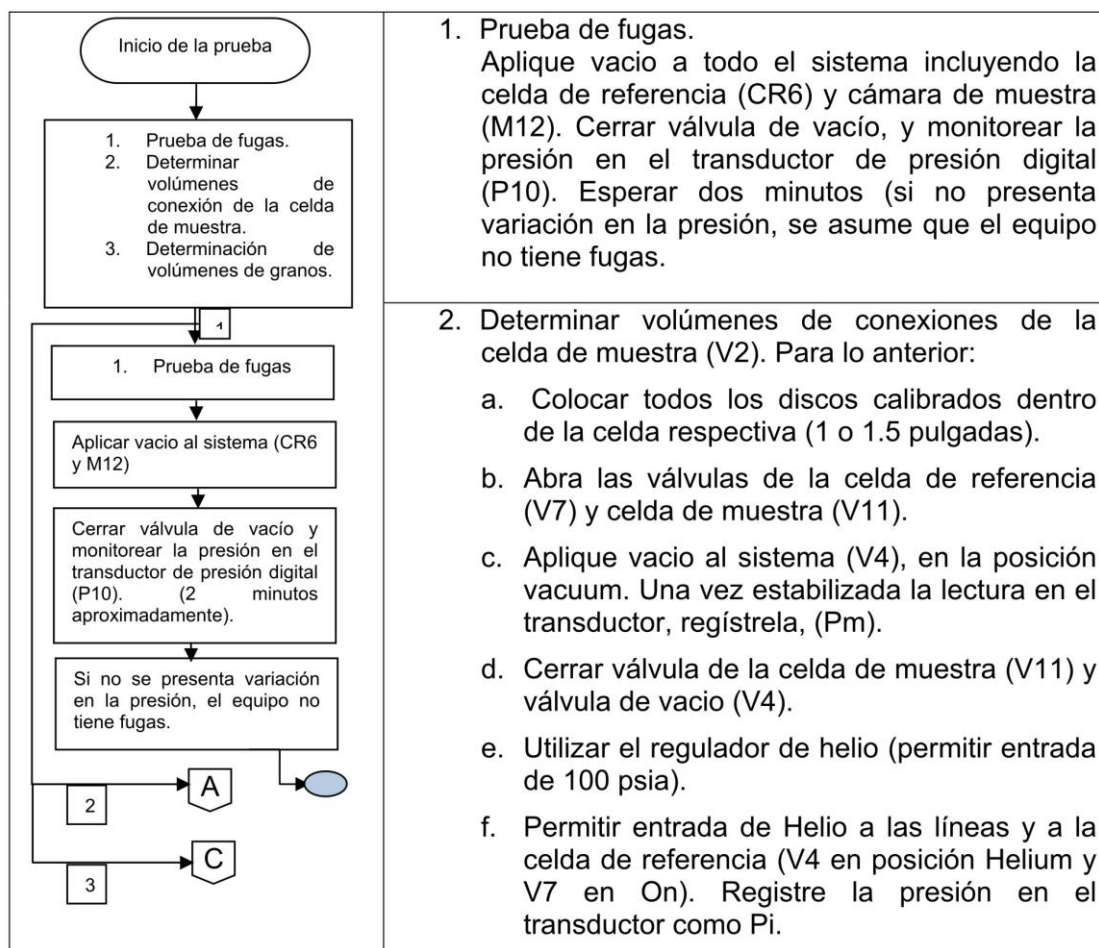 Inicio de la prueba
1. Prueba de fugas.
2. Determinar
volúmenes de
conexión de la celda
de muestra.
3. Determinación de
volúmenes de granos.
1
1. Prueba de fugas
Aplicar vacio al sistema (CR6
y M12)
Cerrar válvula de vacío y
monitorear la presión en el
transductor de presión digital
(P10). (2 minutos
aproximadamente).
Si no se presenta variación
en la presión, el equipo no
tiene fugas.
2
A
3
C
1. Prueba de fugas.
Aplique vacio a todo el sistema incluyendo la
celda de referencia (CR6) y cámara de muestra
(M12). Cerrar válvula de vacío, y monitorear la
presión en el transductor de presión digital
(P10). Esperar dos minutos (si no presenta
variación en la presión, se asume que el equipo
no tiene fugas.
2. Determinar volúmenes de conexiones de la
celda de muestra (V2). Para lo anterior:
a. Colocar todos los discos calibrados dentro
de la celda respectiva (1 o 1.5 pulgadas).
b. Abra las válvulas de la celda de referencia
(V7) y celda de muestra (V11).
c. Aplique vacio al sistema (V4), en la posición
vacuum. Una vez estabilizada la lectura en el
transductor, regístrela, (Pm).
d. Cerrar válvula de la celda de muestra (V11) y
válvula de vacio (V4).
e. Utilizar el regulador de helio (permitir entrada
de 100 psia).
f. Permitir entrada de Helio a las líneas y a la
celda de referencia (V4 en posición Helium y
V7 en On). Registre la presión en el
transductor como Pi.